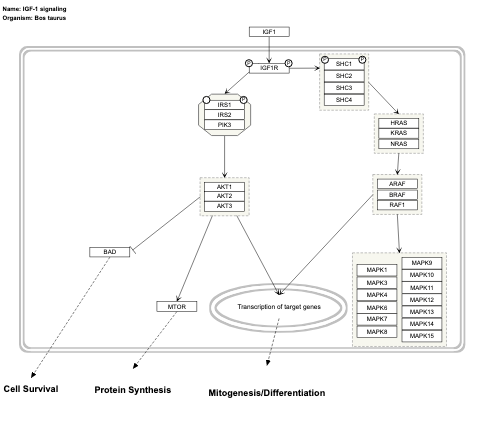 Name: IGF-1 signaling
Organism: Bos taurus
IGF1
P
IGF1R
P
P
P
SHC1
SHC2
SHC3
SHC4
P
IRS1
IRS2
PIK3
HRAS
KRAS
NRAS
AKT1
AKT2
AKT3
ARAF
BRAF
RAF1
BAD
MAPK1
MAPK3
MAPK4
MAPK6
MAPK7
MAPK8
MAPK9
MAPK10
MAPK11
MAPK12
MAPK13
MAPK14
MAPK15
MTOR
Transcription of target genes
Cell Survival
Protein Synthesis
Mitogenesis/Differentiation